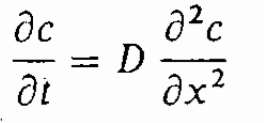 ∂c/∂t = D ∂²c/∂x²